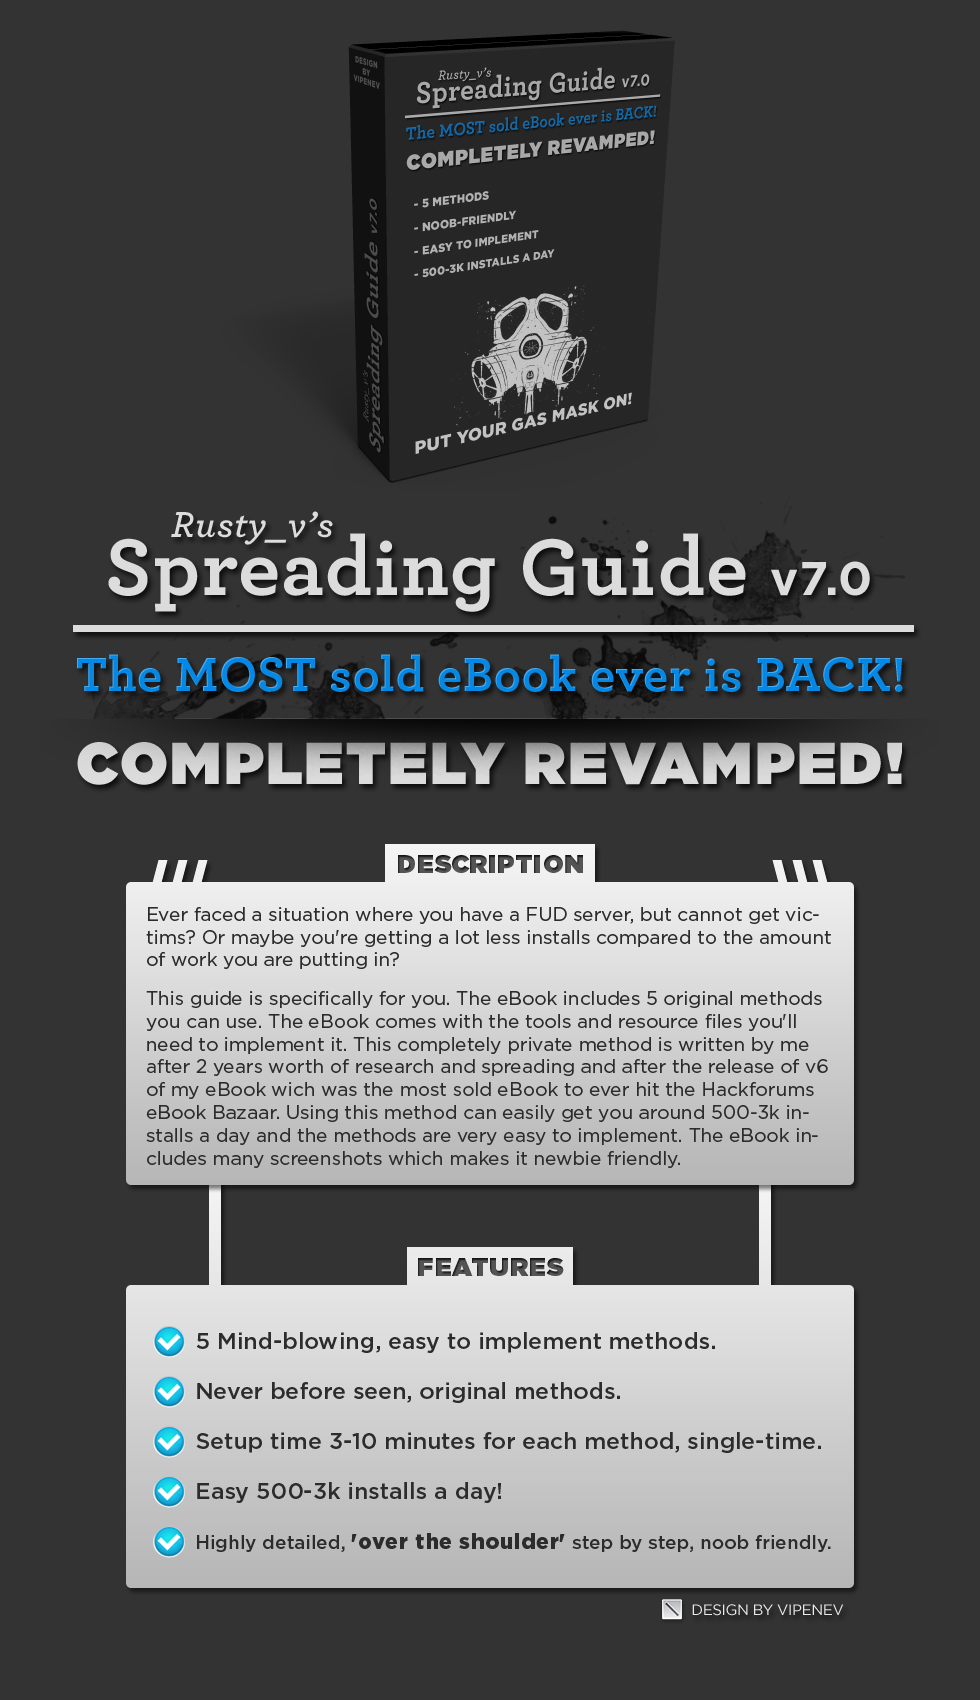 DESIGN
BY
VIPENEV
Rusty_v's
Spreading Guide v7.0
Rusty_v's
Spreading Guide v7.0
The MOST sold eBook ever is BACK!
COMPLETELY REVAMPED!
- 5 METHODS
- NOOB-FRIENDLY
- EASY TO IMPLEMENT
- 500-3K INSTALLS A DAY
PUT YOUR GAS MASK ON!
Rusty_v's
Spreading Guide v7.0
The MOST sold eBook ever is BACK!
COMPLETELY REVAMPED!
DESCRIPTION
Ever faced a situation where you have a FUD server, but cannot get vic-
tims? Or maybe you're getting a lot less installs compared to the amount
of work you are putting in?
This guide is specifically for you. The eBook includes 5 original methods
you can use. The eBook comes with the tools and resource files you'll
need to implement it. This completely private method is written by me
after 2 years worth of research and spreading and after the release of v6
of my eBook wich was the most sold eBook to ever hit the Hackforums
eBook Bazaar. Using this method can easily get you around 500-3k in-
stalls a day and the methods are very easy to implement. The eBook in-
cludes many screenshots which makes it newbie friendly.
FEATURES
5 Mind-blowing, easy to implement methods.
Never before seen, original methods.
Setup time 3-10 minutes for each method, single-time.
Easy 500-3k installs a day!
Highly detailed, 'over the shoulder' step by step, noob friendly.
DESIGN BY VIPENEV